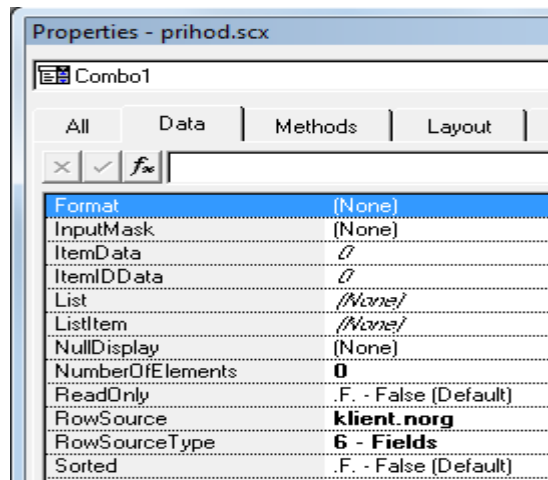 Properties - prihod.scx
Combo1
All Data Methods Layout
fx
Format (None)
InputMask (None)
ItemData 0
ItemIDData 0
List (None)
ListItem (None)
NullDisplay (None)
NumberOfElements 0
ReadOnly .F. - False (Default)
RowSource klient.norg
RowSourceType 6 - Fields
Sorted .F. - False (Default)